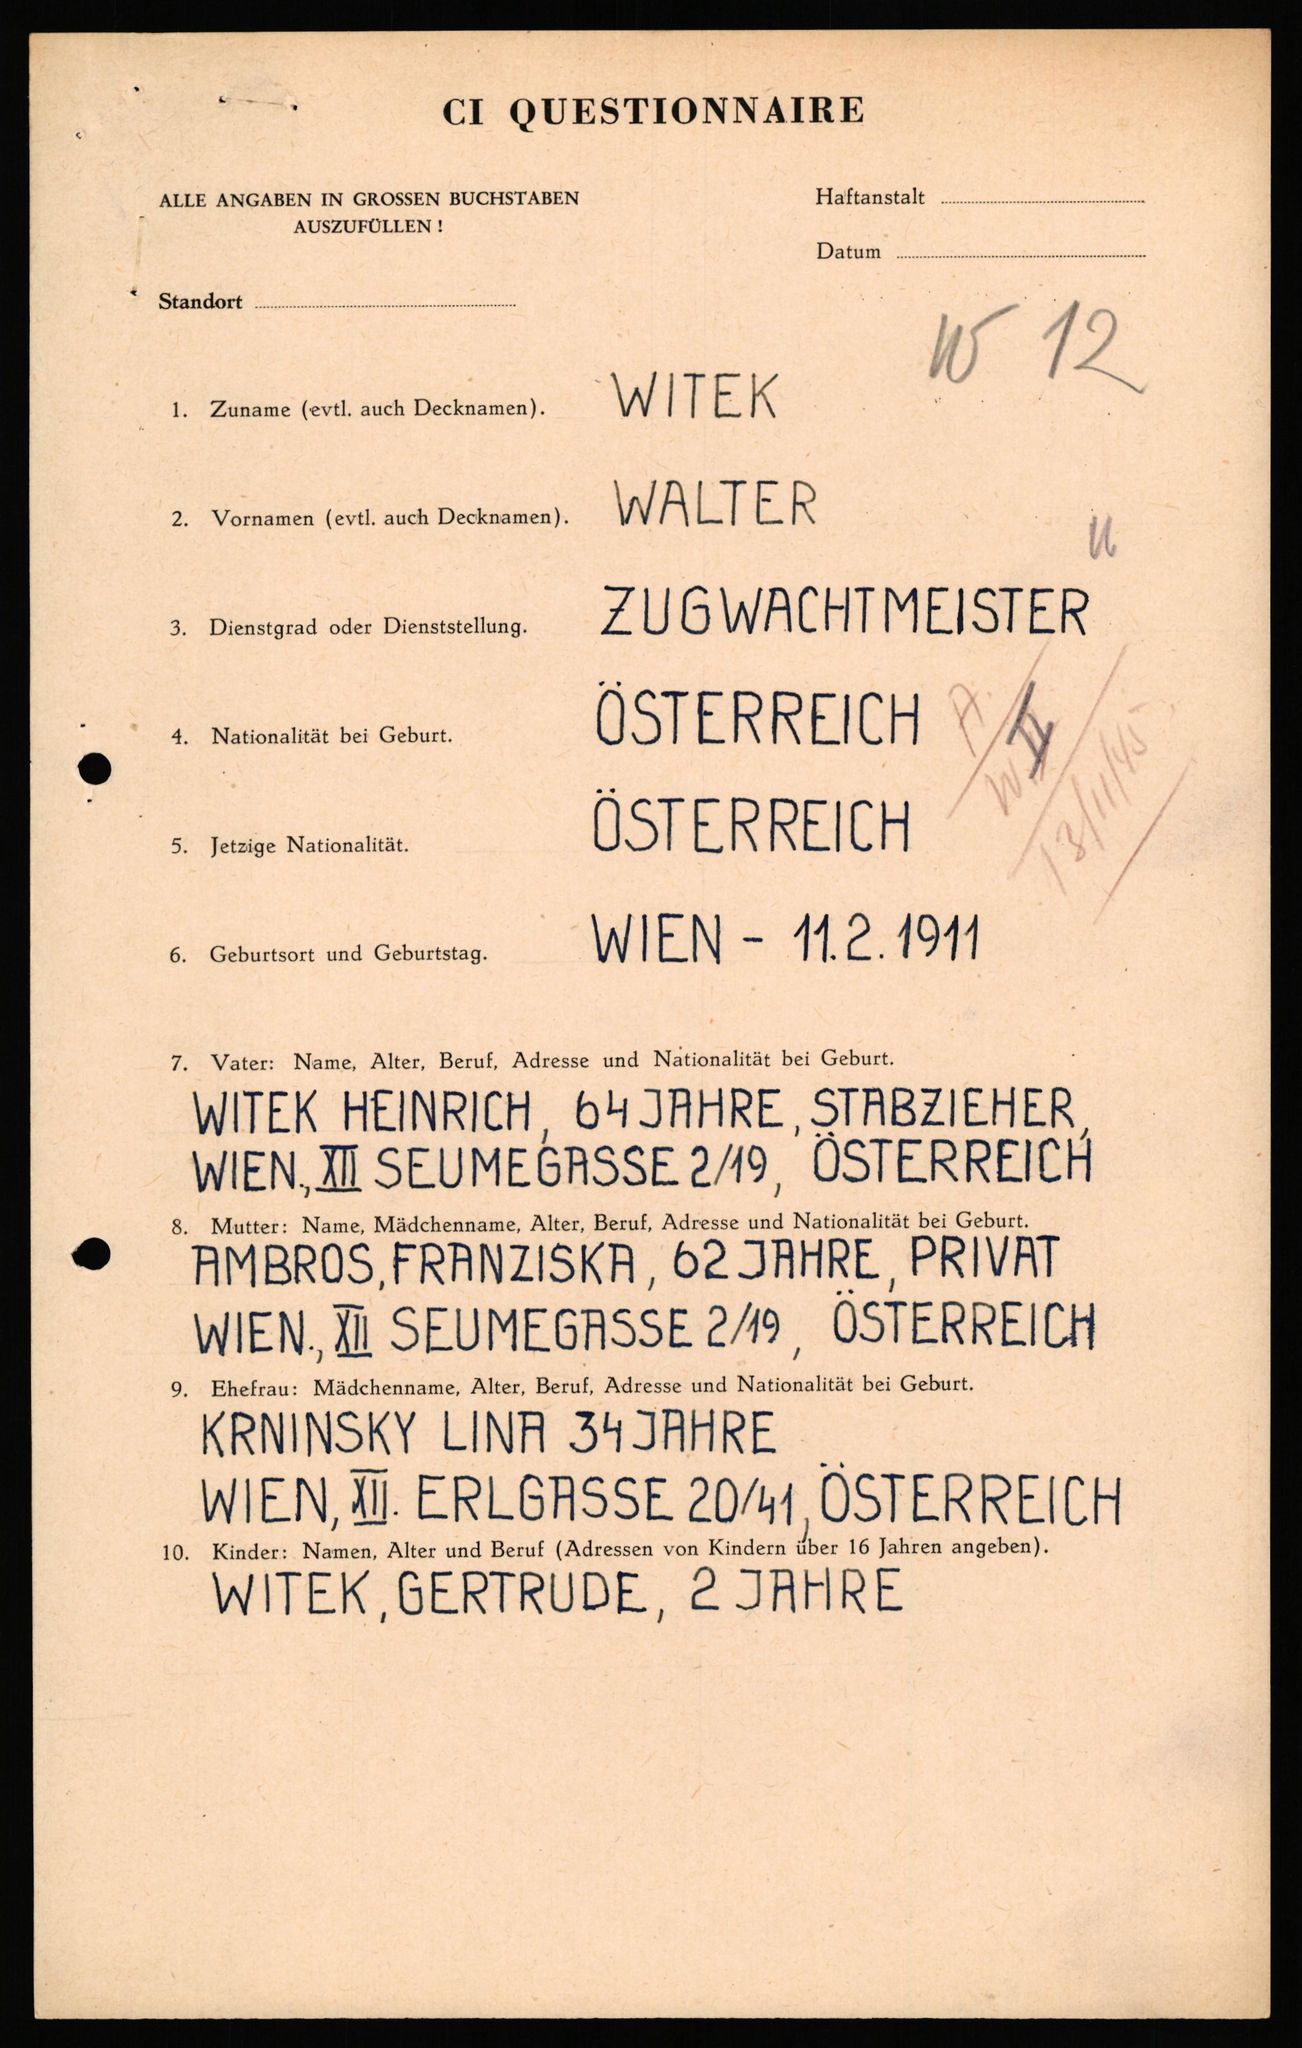 CI QUESTIONNAIRE
ALLE ANGABEN IN GROSSEN BUCHSTABEN
AUSZUFÜLLEN !
Haftanstalt
Datum
Standort
W 12
1. Zuname (evtl. auch Decknamen). WITEK
2. Vornamen (evtl. auch Decknamen). WALTER
3. Dienstgrad oder Dienststellung. ZUGWACHTMEISTER
4. Nationalität bei Geburt. ÖSTERREICH
5. Jetzige Nationalität. ÖSTERREICH
13/11/45
6. Geburtsort und Geburtstag. WIEN - 11.2.1911
7. Vater: Name, Alter, Beruf, Adresse und Nationalität bei Geburt.
WITEK HEINRICH, 64 JAHRE, STABZIEHER,
WIEN., XII SEUMEGASSE 2/19, ÖSTERREICH
8. Mutter: Name, Mädchenname, Alter, Beruf, Adresse und Nationalität bei Geburt.
AMBROS, FRANZISKA, 62 JAHRE, PRIVAT
WIEN., XII SEUMEGASSE 2/19, ÖSTERREICH
9. Ehefrau: Mädchenname, Alter, Beruf, Adresse und Nationalität bei Geburt.
KRNINSKY LINA 34 JAHRE
WIEN, XII. ERLGASSE 20/41, ÖSTERREICH
10. Kinder: Namen, Alter und Beruf (Adressen von Kindern über 16 Jahren angeben).
WITEK, GERTRUDE, 2 JAHRE